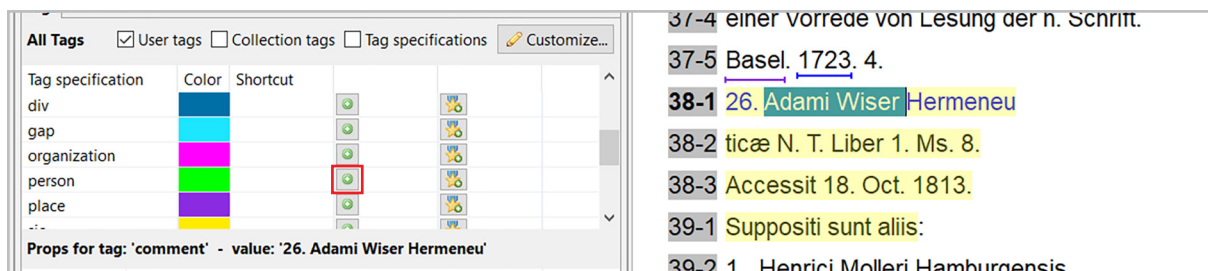 All Tags User tags Collection tags Tag specifications Customize...
Tag specification Color Shortcut
div
gap
organization
person
place
Props for tag: 'comment' - value: '26. Adami Wiser Hermeneu'
37-4 einer Vorrede von Lesung der h. Schrift.
37-5 Basel. 1723. 4.
38-1 26. Adami Wiser Hermeneu
38-2 ticæ N. T. Liber 1. Ms. 8.
38-3 Accessit 18. Oct. 1813.
39-1 Suppositi sunt aliis:
39-2 1. Henrici Molleri Hamburgensis